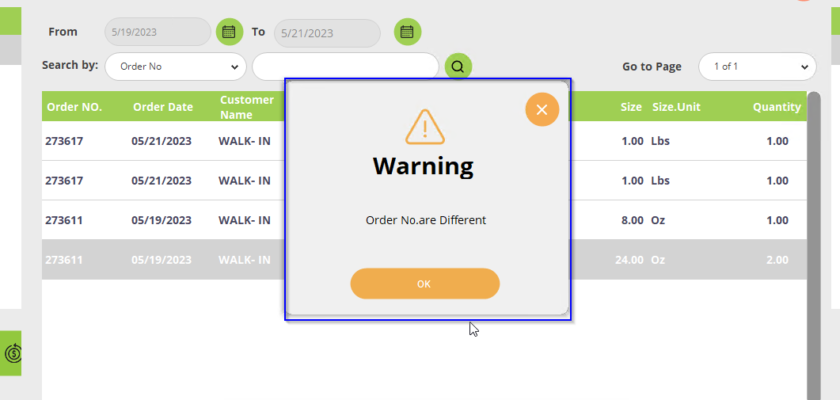 From 5/19/2023 To 5/21/2023
Search by: Order No Go to Page 1 of 1
Order NO. Order Date Customer Name Size Size.Unit Quantity
273617 05/21/2023 WALK- IN 1.00 Lbs 1.00
273617 05/21/2023 WALK- IN 1.00 Lbs 1.00
273611 05/19/2023 WALK- IN 8.00 Oz 1.00
273611 05/19/2023 WALK- IN 24.00 Oz 2.00
Warning
Order No.are Different
OK